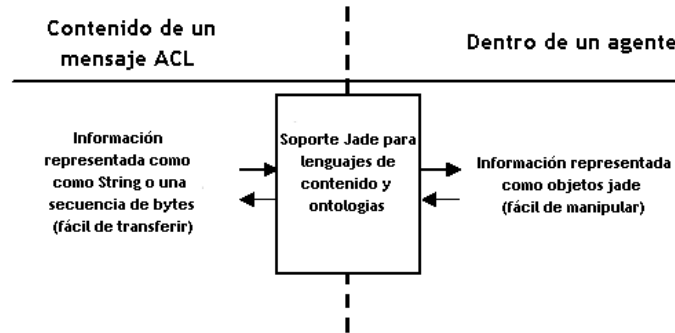 Contenido de un
mensaje ACL
Dentro de un agente
Información
representada como
como String o una
secuencia de bytes
(fácil de transferir)
Soporte Jade para
lenguajes de
contenido y
ontologias
Información representada
como objetos jade
(fácil de manipular)